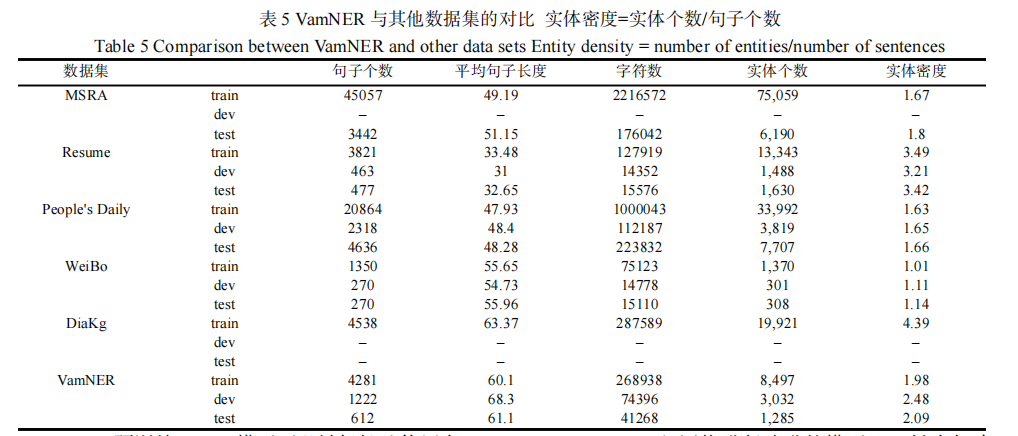 表 5 VamNER 与其他数据集的对比 实体密度=实体个数/句子个数
Table 5 Comparison between VamNER and other data sets Entity density = number of entities/number of sentences
数据集 句子个数 平均句子长度 字符数 实体个数 实体密度
MSRA train 45057 49.19 2216572 75,059 1.67
dev – – – – –
test 3442 51.15 176042 6,190 1.8
Resume train 3821 33.48 127919 13,343 3.49
dev 463 31 14352 1,488 3.21
test 477 32.65 15576 1,630 3.42
People's Daily train 20864 47.93 1000043 33,992 1.63
dev 2318 48.4 112187 3,819 1.65
test 4636 48.28 223832 7,707 1.66
WeiBo train 1350 55.65 75123 1,370 1.01
dev 270 54.73 14778 301 1.11
test 270 55.96 15110 308 1.14
DiaKg train 4538 63.37 287589 19,921 4.39
dev – – – – –
test – – – – –
VamNER train 4281 60.1 268938 8,497 1.98
dev 1222 68.3 74396 3,032 2.48
test 612 61.1 41268 1,285 2.09